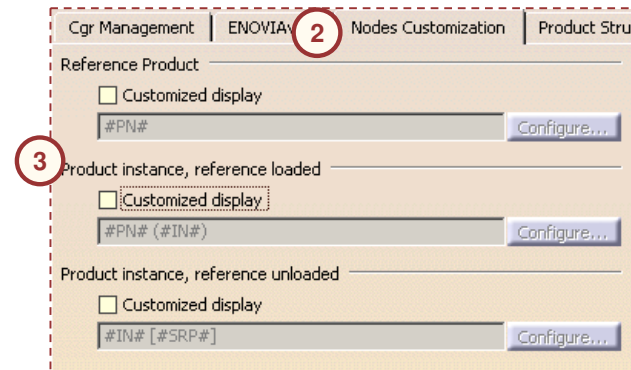 Cgr Management ENOVIAv 2 Nodes Customization Product Stru
Reference Product
Customized display
#PN# Configure...
3
Product instance, reference loaded
Customized display
#PN# (#IN#) Configure...
Product instance, reference unloaded
Customized display
#IN# [#SRP#] Configure...